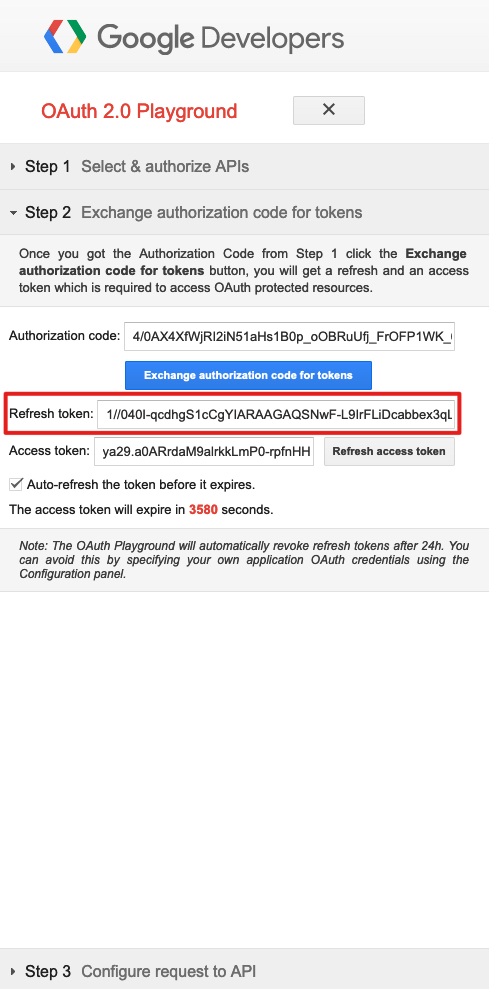 Google Developers
OAuth 2.0 Playground
Step 1 Select & authorize APIs
Step 2 Exchange authorization code for tokens
Once you got the Authorization Code from Step 1 click the Exchange
authorization code for tokens button, you will get a refresh and an access
token which is required to access OAuth protected resources.
Authorization code: 4/0AX4XfWjRI2iN51aHs1B0p_oOBRuUfj_FrOFP1WK_
Exchange authorization code for tokens
Refresh token: 1//040I-qcdhgS1cCgYIARAAGAQSNwF-L9IrFLiDcabbex3qL
Access token: ya29.a0ARrdaM9alrkkLmP0-rpfnHH Refresh access token
Auto-refresh the token before it expires.
The access token will expire in 3580 seconds.
Note: The OAuth Playground will automatically revoke refresh tokens after 24h. You
can avoid this by specifying your own application OAuth credentials using the
Configuration panel.
Step 3 Configure request to API